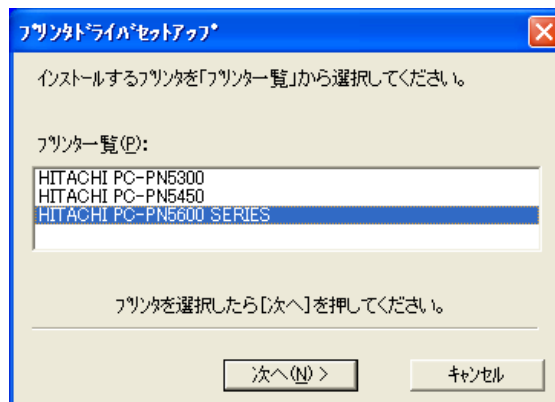 プリンタドライバセットアップ
インストールするプリンタを「プリンター覧」から選択してください。
プリンター覧(P):
HITACHI PC-PN5300
HITACHI PC-PN5450
HITACHI PC-PN5600 SERIES
プリンタを選択したら[次へ]を押してください。
次へ(N) >
キャンセル